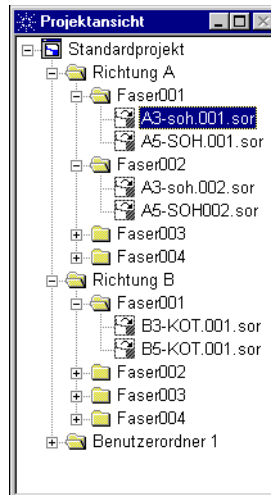 Projektansicht
Standardprojekt
Richtung A
Faser001
A3-soh.001.sor
A5-SOH.001.sor
Faser002
A3-soh.002.sor
A5-SOH002.sor
Faser003
Faser004
Richtung B
Faser001
B3-KOT.001.sor
B5-KOT.001.sor
Faser002
Faser003
Faser004
Benutzerordner 1